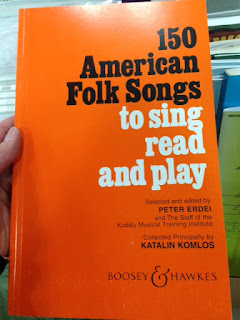 150
American
Folk Songs
to sing
read
and play
Selected and edited by
PETER ERDEI
and The Staff of the
Kodaly Musical Training Institute
Collected Principally by
KATALIN KOMLOS
BOOSEY & HAWKES